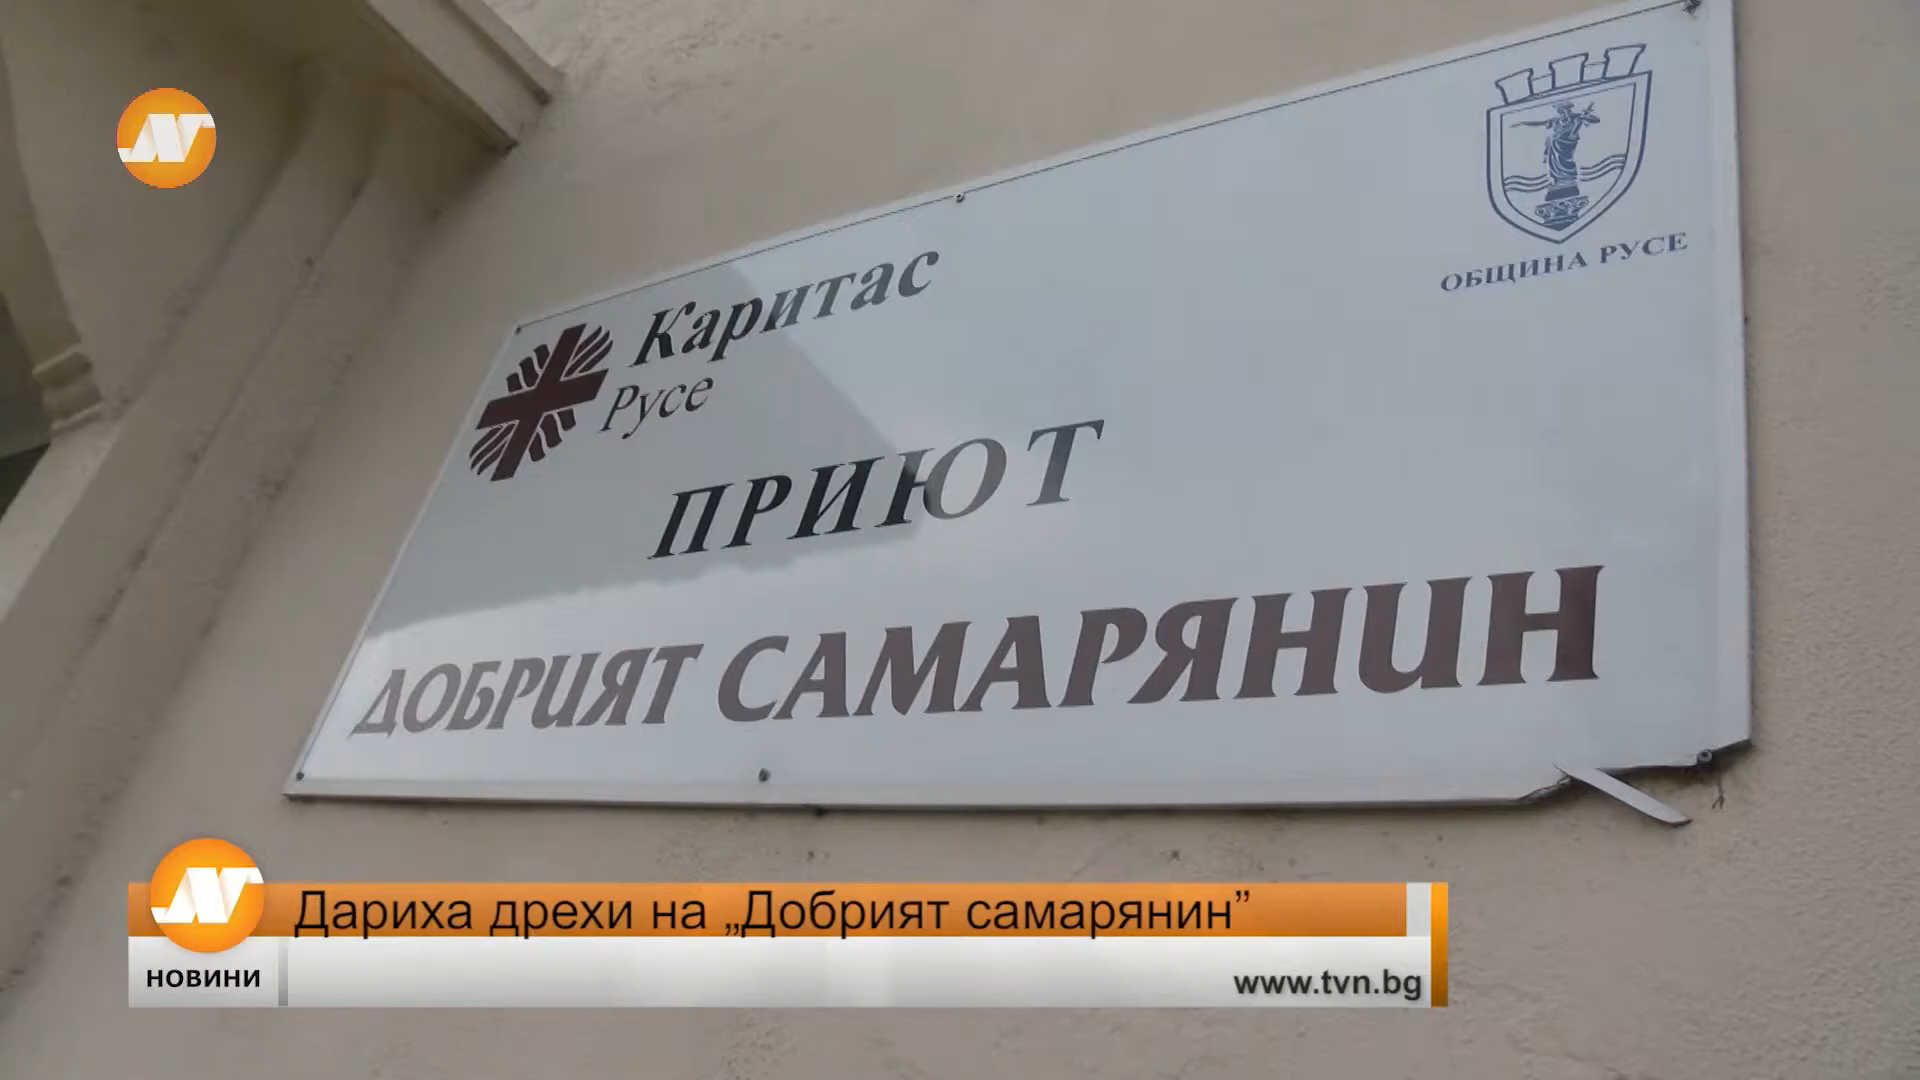 ОБЩИНА РУСЕ
Каритас
Русе
ПРИЮТ
ДОБРИЯТ САМАРЯНИН
Дариха дрехи на „Добрият самарянин”
НОВИНИ
www.tvn.bg